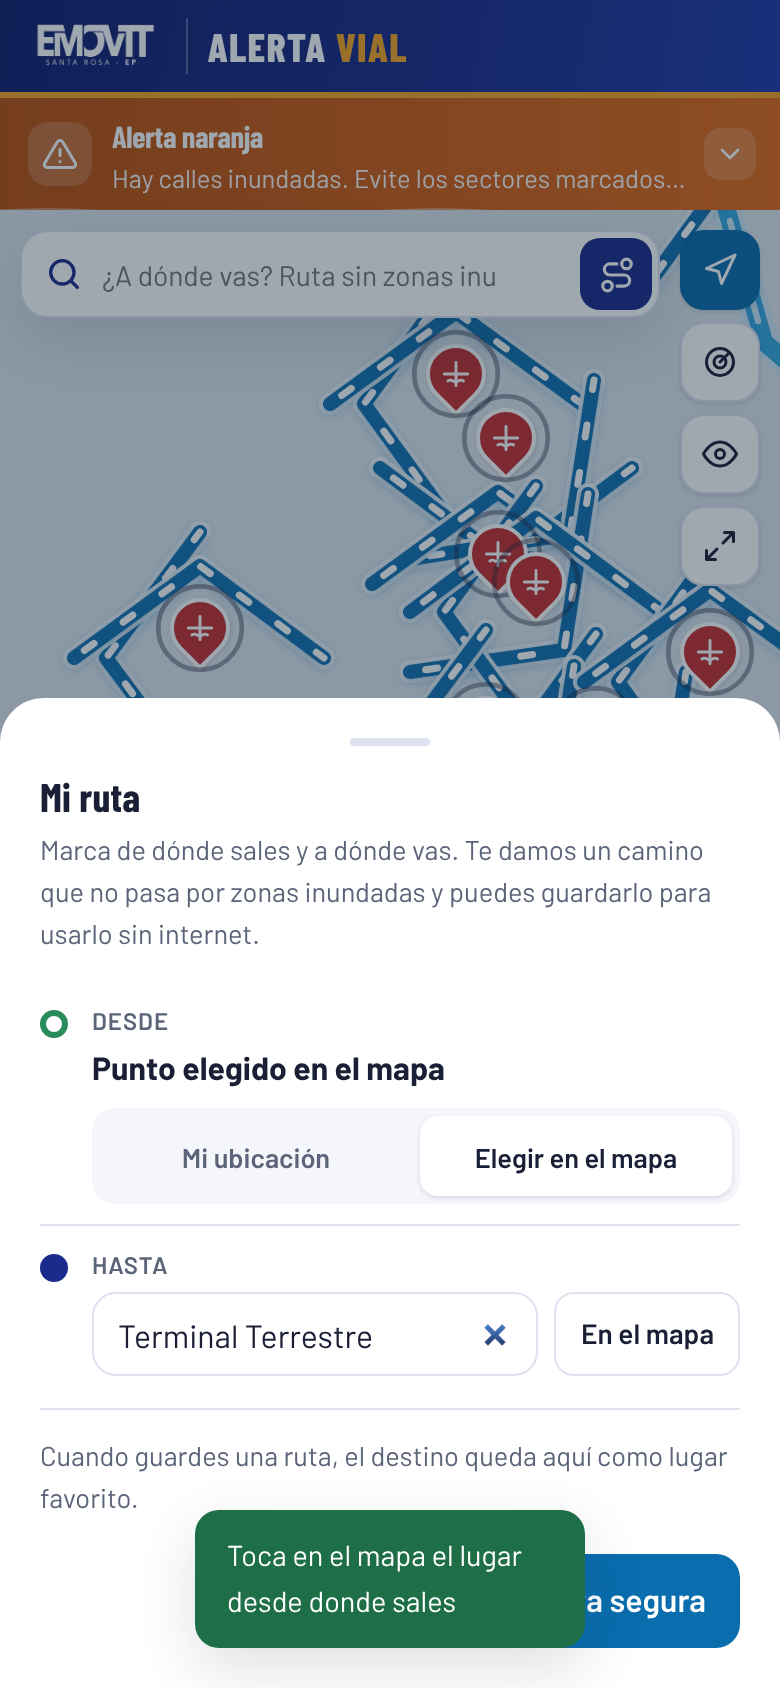 EMOVIT
SANTA ROSA - EP
ALERTA VIAL
Alerta naranja
Hay calles inundadas. Evite los sectores marcados...
¿A dónde vas? Ruta sin zonas inu
Mi ruta
Marca de dónde sales y a dónde vas. Te damos un camino
que no pasa por zonas inundadas y puedes guardarlo para
usarlo sin internet.
DESDE
Punto elegido en el mapa
Mi ubicación
Elegir en el mapa
HASTA
Terminal Terrestre
En el mapa
Cuando guardes una ruta, el destino queda aquí como lugar
favorito.
Toca en el mapa el lugar
desde donde sales
a segura